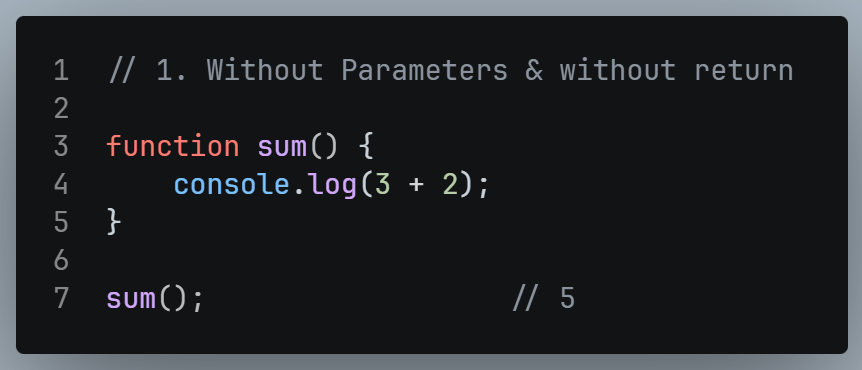 1 // 1. Without Parameters & without return
2
3 function sum() {
4     console.log(3 + 2);
5 }
6
7 sum();                  // 5